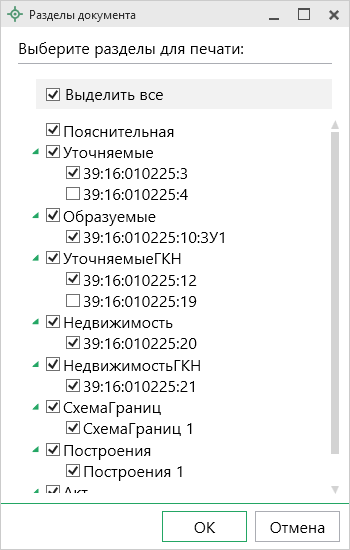 Разделы документа
Выберите разделы для печати:
Выделить все
Пояснительная
Уточняемые
39:16:010225:3
39:16:010225:4
Образуемые
39:16:010225:10:ЗУ1
УточняемыеГКН
39:16:010225:12
39:16:010225:19
Недвижимость
39:16:010225:20
НедвижимостьГКН
39:16:010225:21
СхемаГраниц
СхемаГраниц 1
Построения
Построения 1
Акт
ОК
Отмена